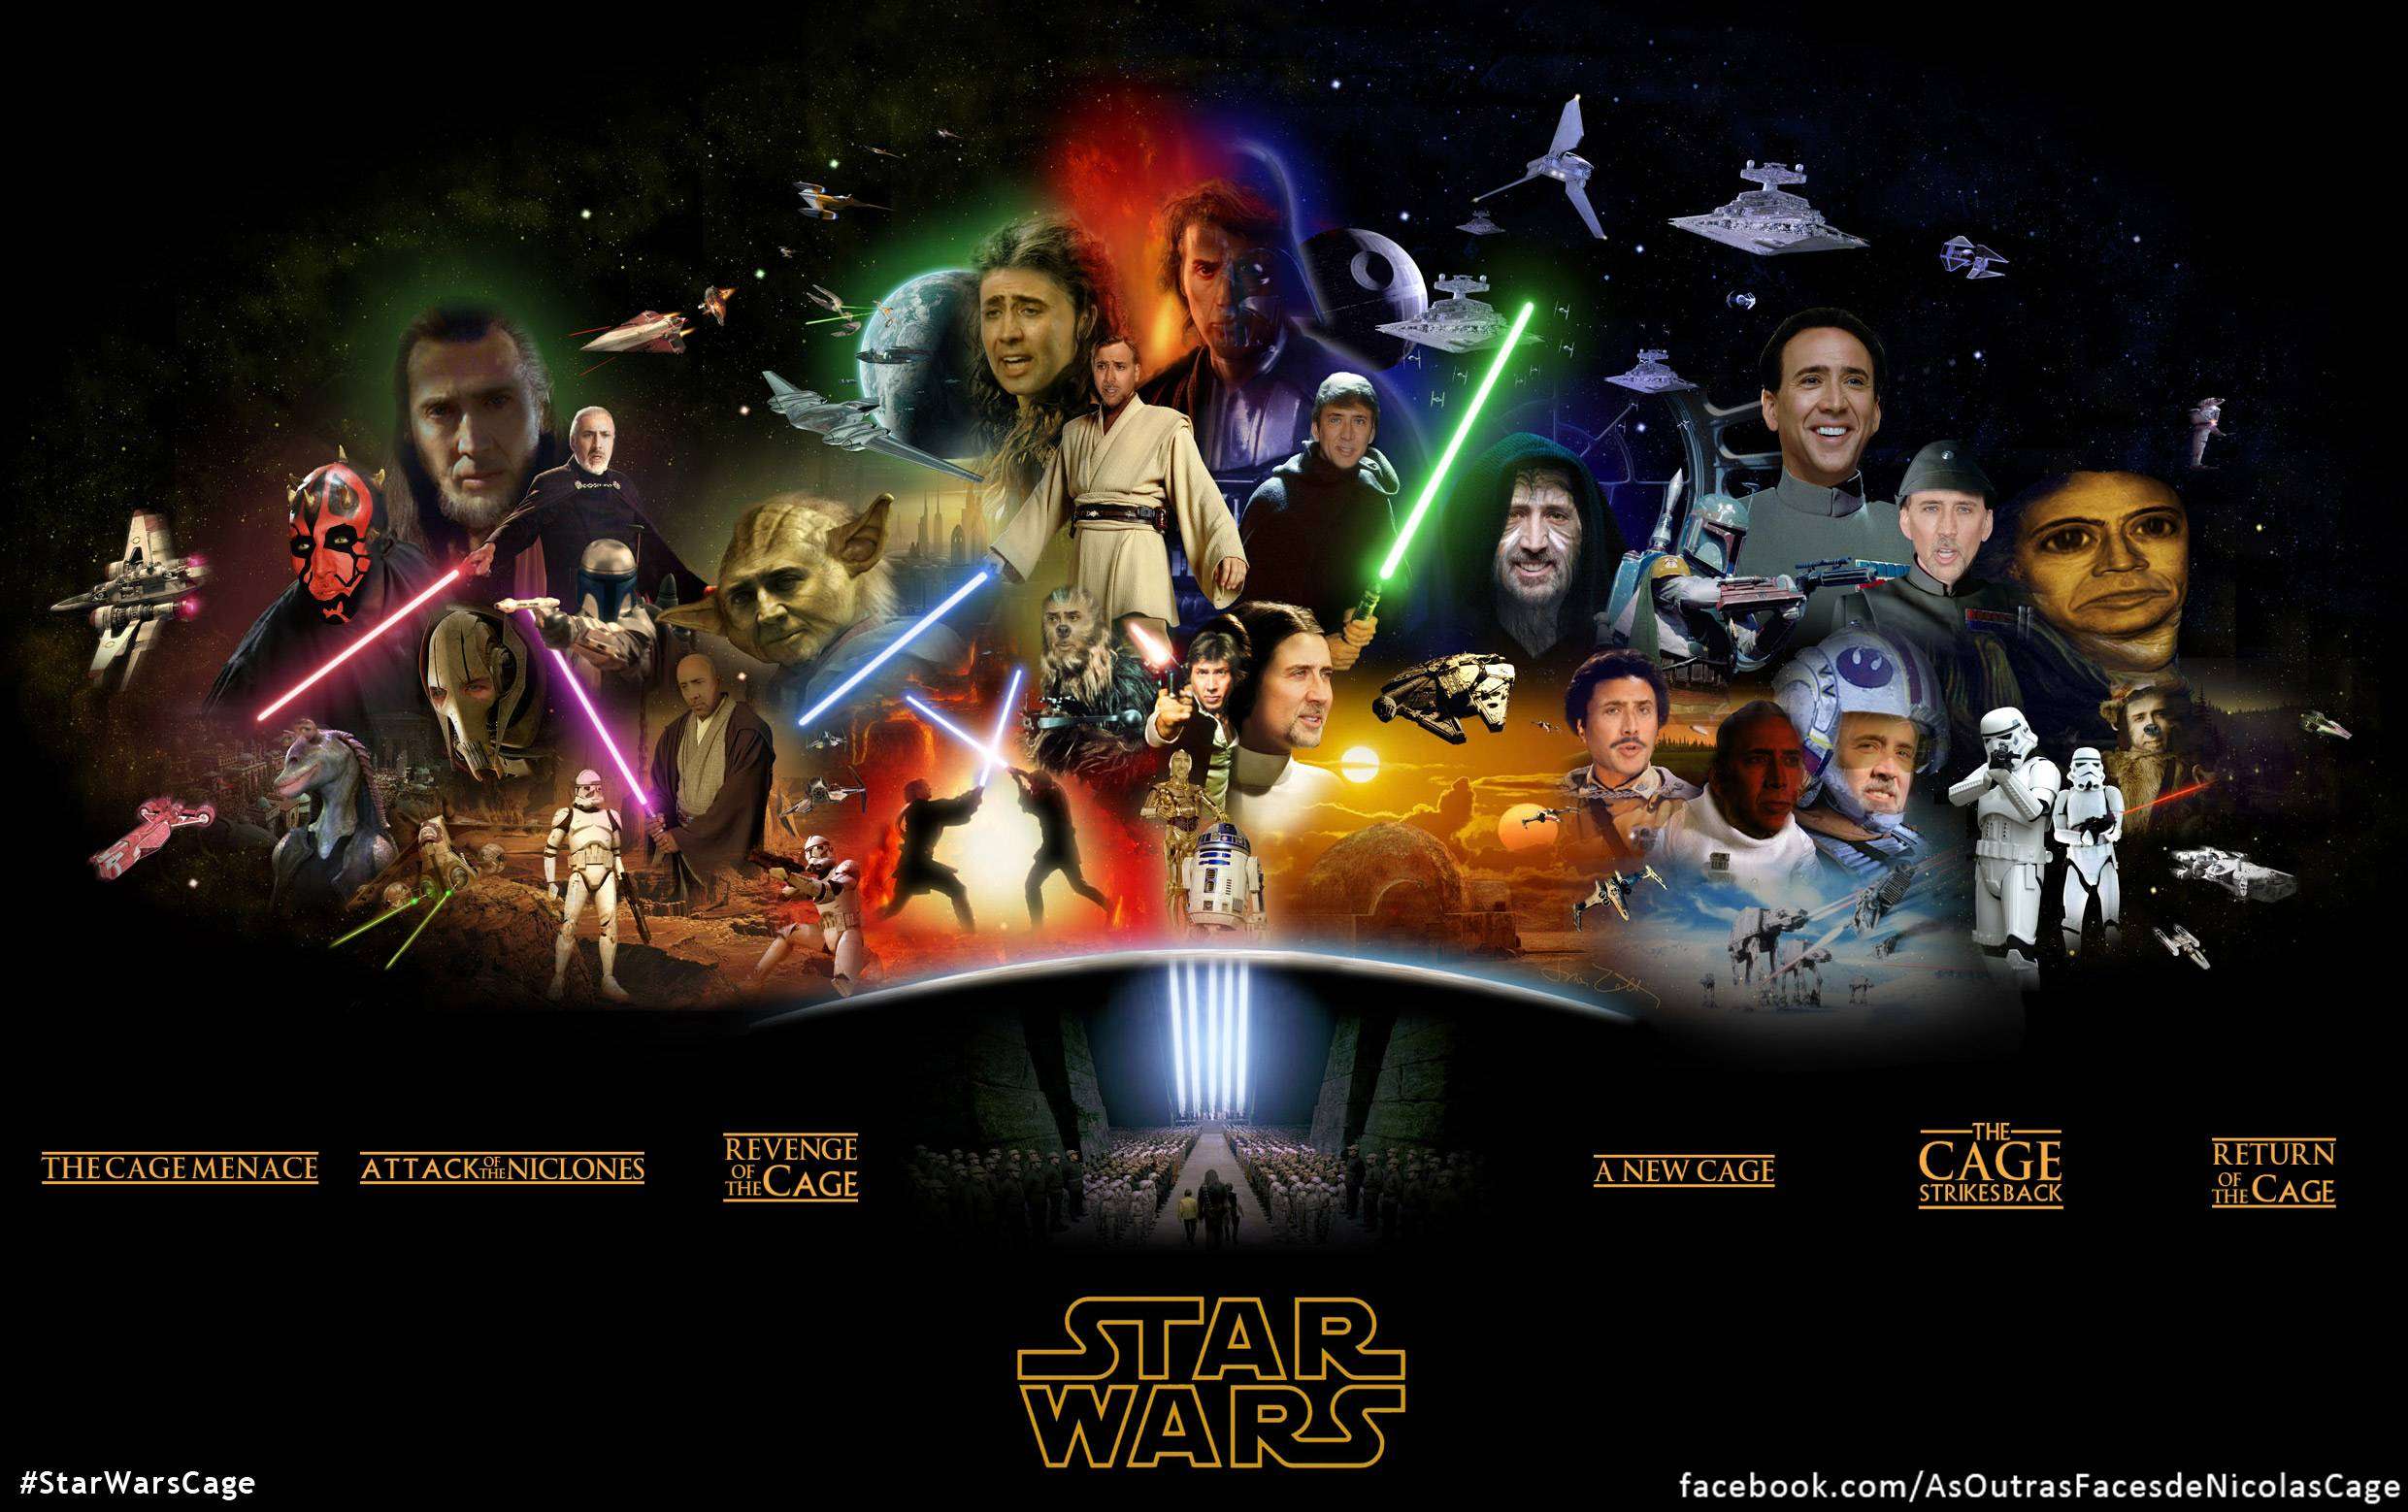 THE CAGE MENACE
ATTACK OF THE NICLONES
REVENGE
OF
THE CAGE
A NEW CAGE
THE
CAGE
STRIKES BACK
RETURN
OF
THE CAGE
STAR
WARS
#StarWarsCage
facebook.com/AsOutrasFacesdeNicolasCage